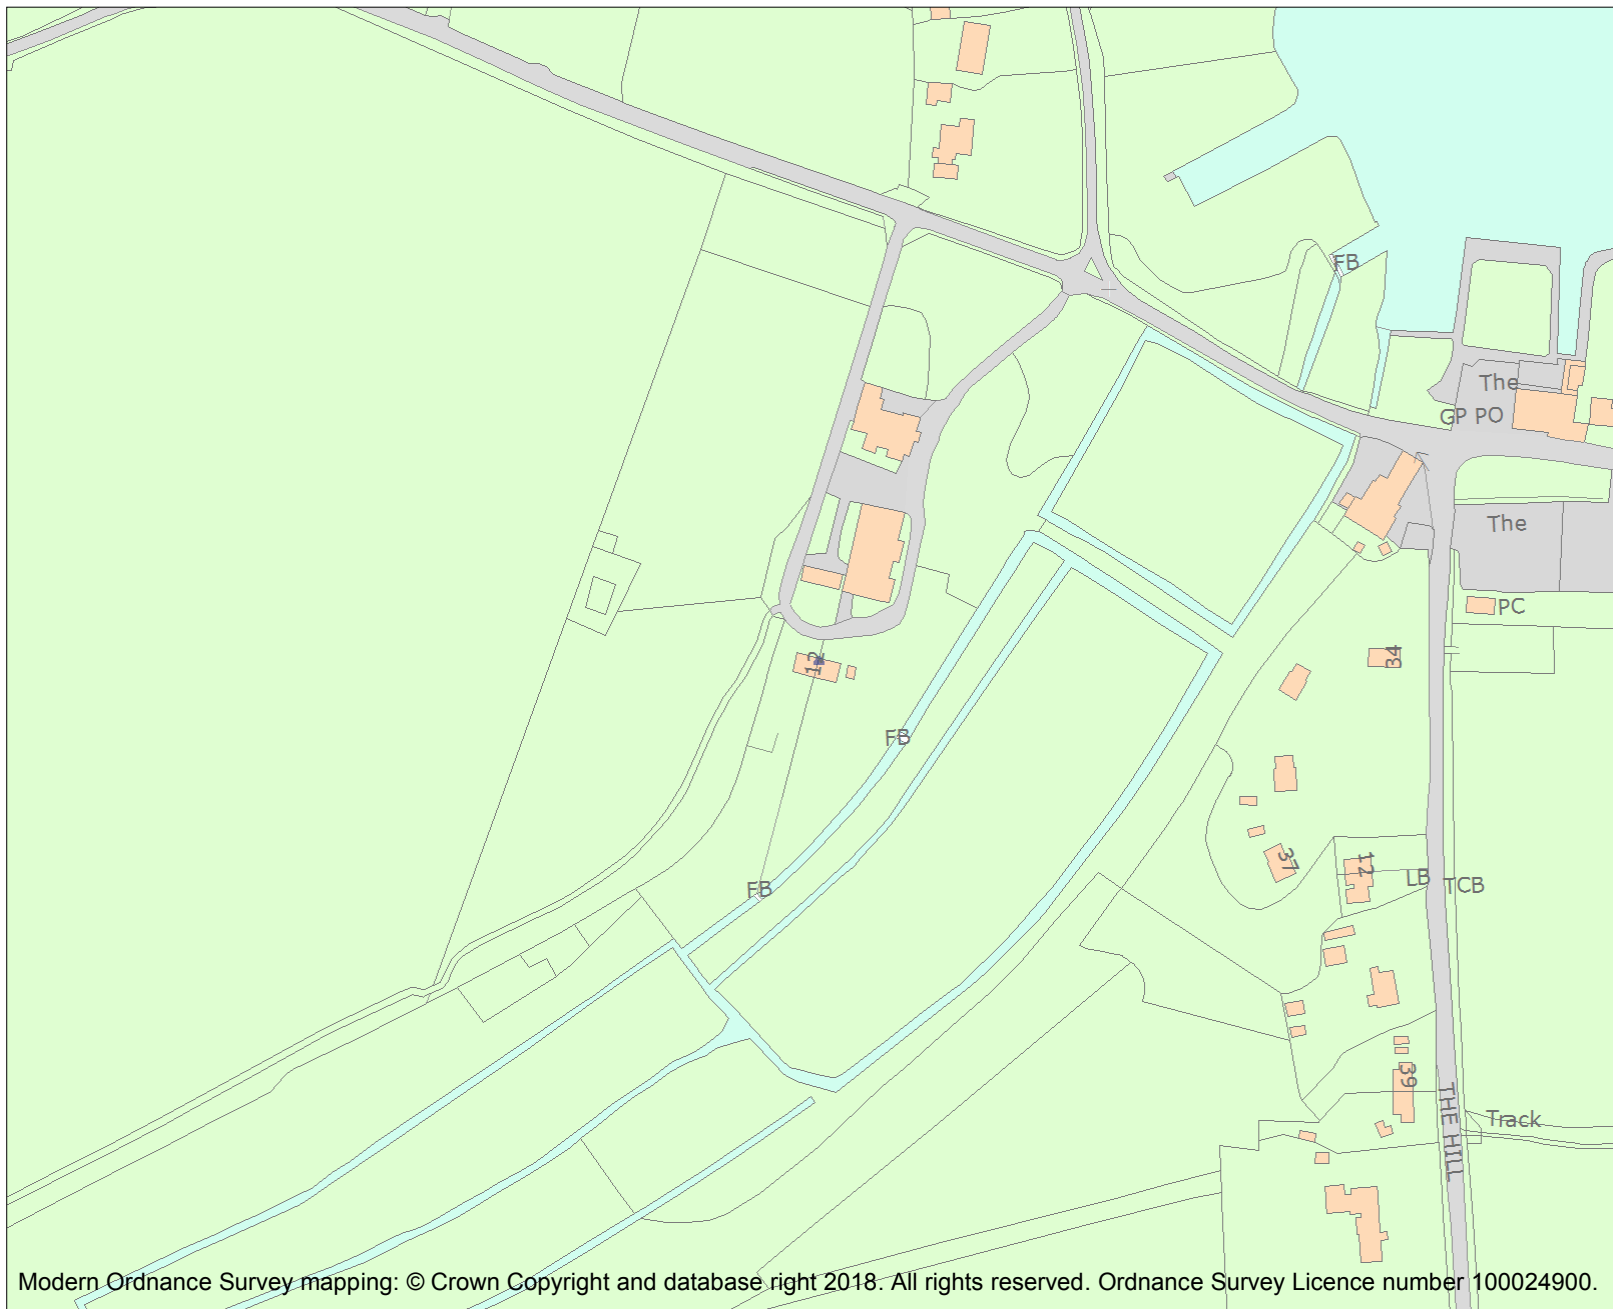 FB
The
GP PO
The
PC
34
12
FB
37
12
LB
TCB
FB
39
THE HILL
Track
Modern Ordnance Survey mapping: © Crown Copyright and database right 2018. All rights reserved. Ordnance Survey Licence number 100024900.